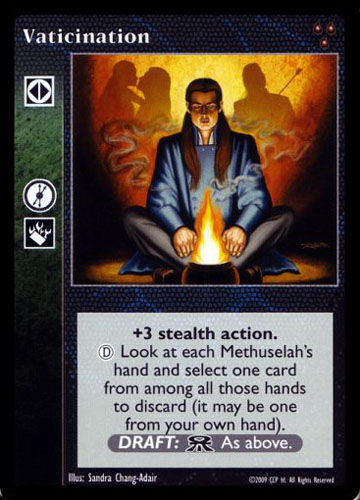 Vaticination
+3 stealth action.
Ⓓ Look at each Methuselah's
hand and select one card
from among all those hands
to discard (it may be one
from your own hand).
DRAFT: As above.
Illus: Sandra Chang-Adair
©2009 CCP hf. All Rights Reserved